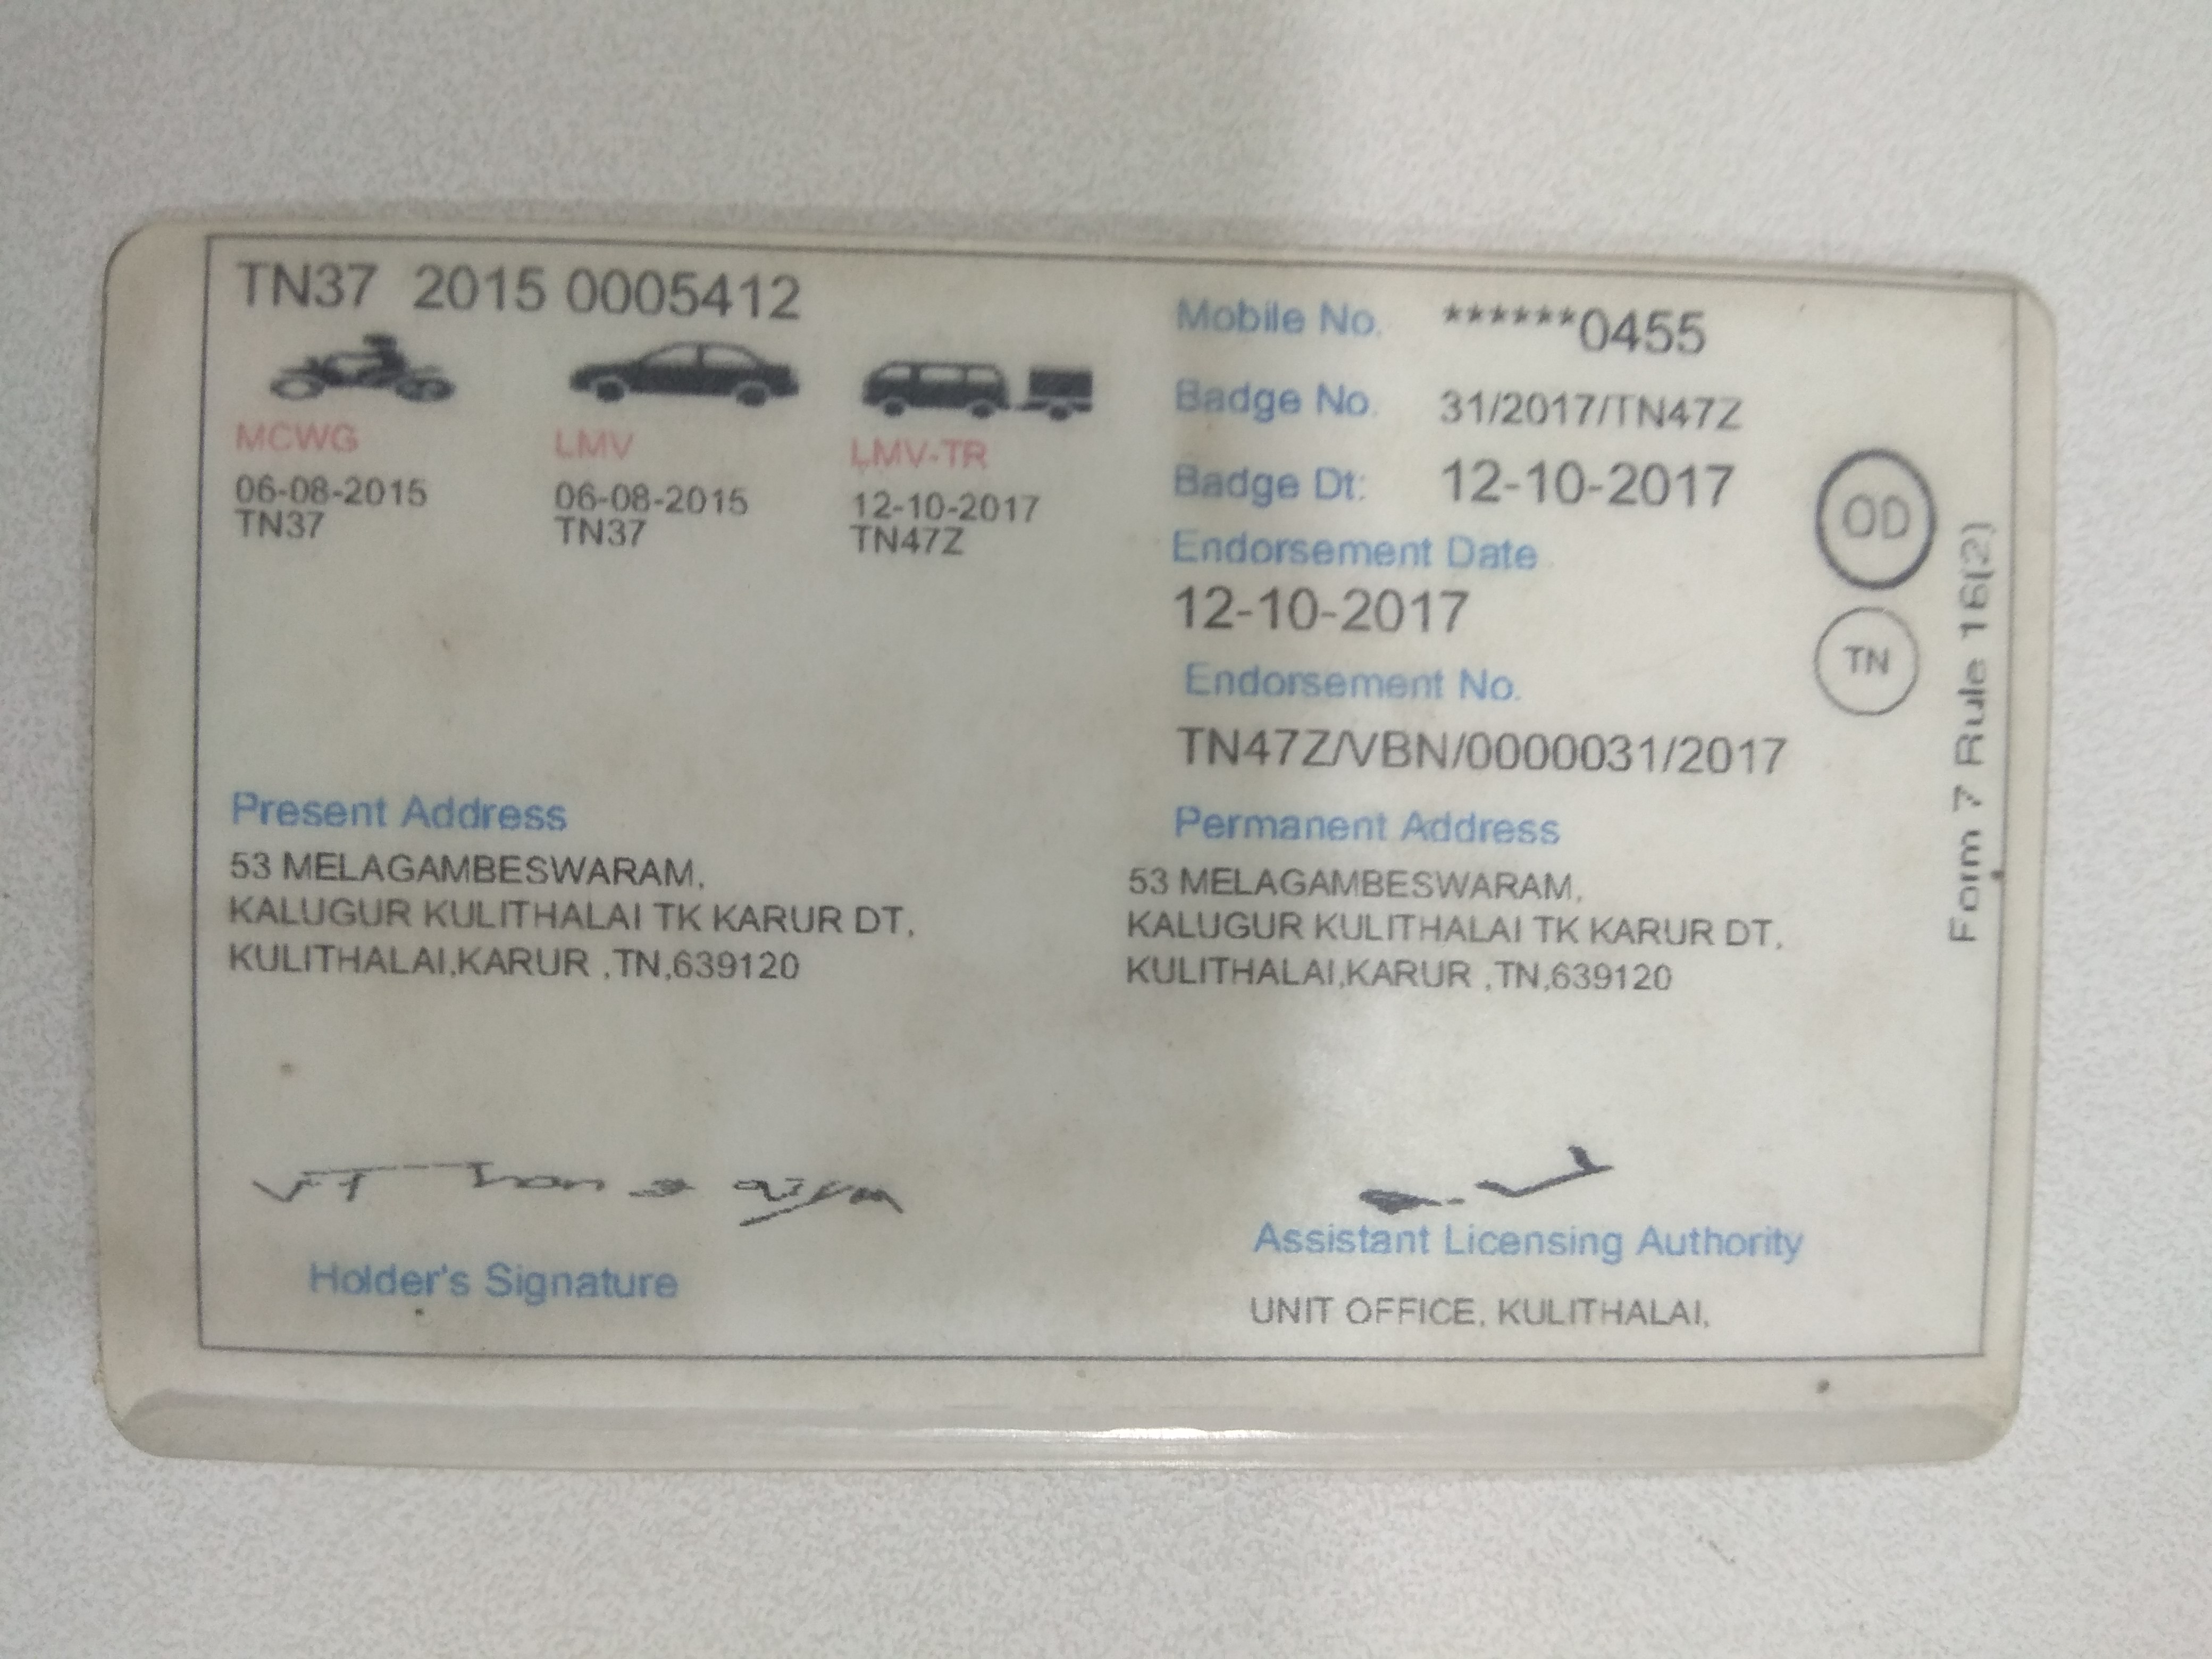 TN37 2015 0005412
MCWG
06-08-2015
TN37
LMV
06-08-2015
TN37
LMV-TR
12-10-2017
TN47Z
Mobile No. ******0455
Badge No. 31/2017/TN47Z
Badge Dt: 12-10-2017
Endorsement Date
12-10-2017
Endorsement No.
TN47Z/VBN/0000031/2017
OD
TN
Form 7 Rule 16(2)
Present Address
53 MELAGAMBESWARAM,
KALUGUR KULITHALAI TK KARUR DT,
KULITHALAI,KARUR ,TN,639120
Permanent Address
53 MELAGAMBESWARAM,
KALUGUR KULITHALAI TK KARUR DT,
KULITHALAI,KARUR ,TN,639120
Holder's Signature
Assistant Licensing Authority
UNIT OFFICE, KULITHALAI,